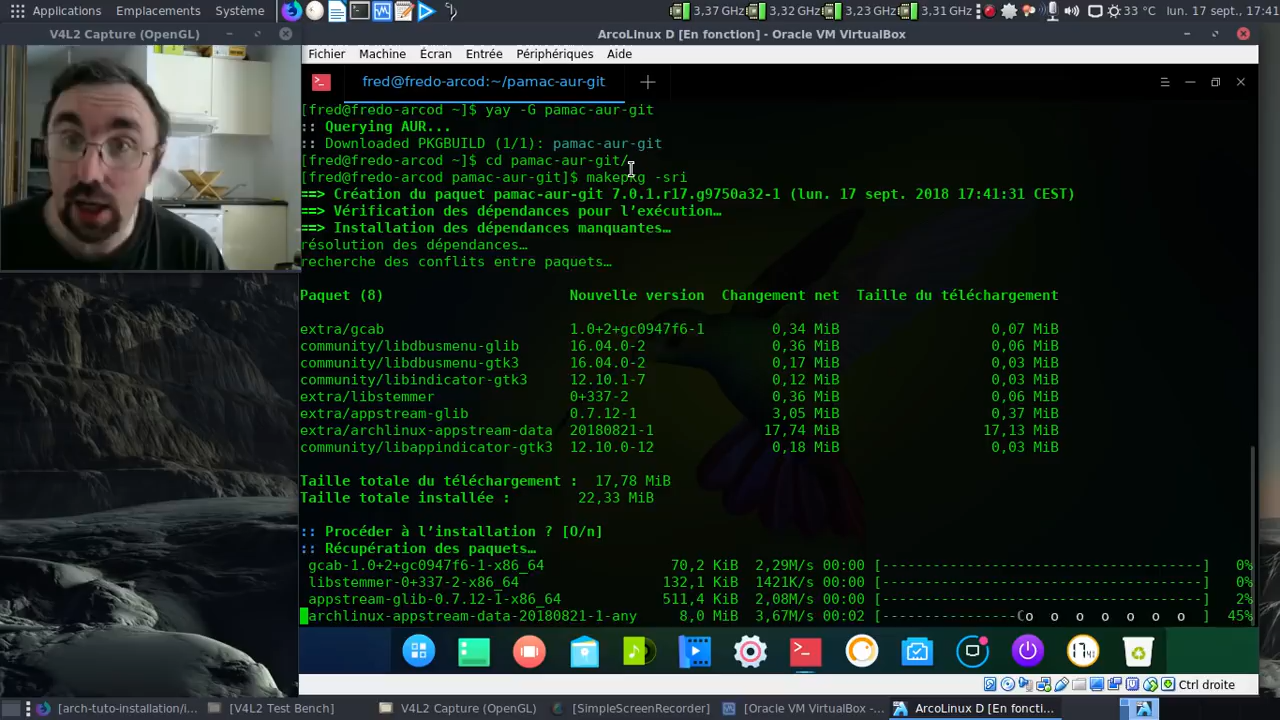 Applications Emplacements Système 3,37 GHz 3,32 GHz 3,23 GHz 3,31 GHz 33 °C lun. 17 sept., 17:41
V4L2 Capture (OpenGL)
ArcoLinux D [En fonction] - Oracle VM VirtualBox
Fichier Machine Écran Entrée Périphériques Aide
fred@fredo-arcod:~/pamac-aur-git
[fred@fredo-arcod ~]$ yay -G pamac-aur-git
:: Querying AUR...
:: Downloaded PKGBUILD (1/1): pamac-aur-git
[fred@fredo-arcod ~]$ cd pamac-aur-git/
[fred@fredo-arcod pamac-aur-git]$ makepkg -sri
==> Création du paquet pamac-aur-git 7.0.1.r17.g9750a32-1 (lun. 17 sept. 2018 17:41:31 CEST)
==> Vérification des dépendances pour l’exécution…
==> Installation des dépendances manquantes…
résolution des dépendances…
recherche des conflits entre paquets…
Paquet (8) Nouvelle version Changement net Taille du téléchargement
extra/gcab 1.0+2+gc0947f6-1 0,34 MiB 0,07 MiB
community/libdbusmenu-glib 16.04.0-2 0,36 MiB 0,06 MiB
community/libdbusmenu-gtk3 16.04.0-2 0,17 MiB 0,03 MiB
community/libindicator-gtk3 12.10.1-7 0,12 MiB 0,03 MiB
extra/libstemmer 0+337-2 0,36 MiB 0,06 MiB
extra/appstream-glib 0.7.12-1 3,05 MiB 0,37 MiB
extra/archlinux-appstream-data 20180821-1 17,74 MiB 17,13 MiB
community/libappindicator-gtk3 12.10.0-12 0,18 MiB 0,03 MiB
Taille totale du téléchargement : 17,78 MiB
Taille totale installée : 22,33 MiB
:: Procéder à l’installation ? [O/n]
:: Récupération des paquets…
gcab-1.0+2+gc0947f6-1-x86_64 70,2 KiB 2,29M/s 00:00 [--------------------------------------] 0%
libstemmer-0+337-2-x86_64 132,1 KiB 1421K/s 00:00 [--------------------------------------] 0%
appstream-glib-0.7.12-1-x86_64 511,4 KiB 2,08M/s 00:00 [--------------------------------------] 2%
archlinux-appstream-data-20180821-1-any 8,0 MiB 3,67M/s 00:02 [-----------------Co o o o o o o ] 45%
Ctrl droite
[arch-tuto-installation/i... [V4L2 Test Bench] V4L2 Capture (OpenGL) [SimpleScreenRecorder] [Oracle VM VirtualBox -... ArcoLinux D [En foncti...